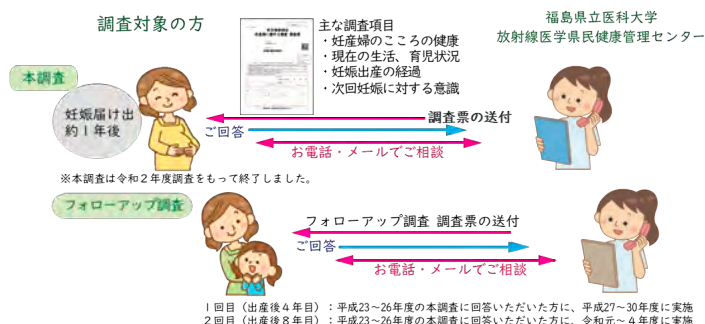 調査対象の方
福島県立医科大学
放射線医学県民健康管理センター
主な調査項目
・妊産婦のこころの健康
・現在の生活、育児状況
・妊娠出産の経過
・次回妊娠に対する意識
本調査
妊娠届け出
約1年後
調査票の送付
ご回答
お電話・メールでご相談
※本調査は令和2年度調査をもって終了しました。
フォローアップ調査
フォローアップ調査 調査票の送付
ご回答
お電話・メールでご相談
1回目（出産後4年目）：平成23～26年度の本調査に回答いただいた方に、平成27～30年度に実施
2回目（出産後8年目）：平成23～26年度の本調査に回答いただいた方に、令和元～4年度に実施